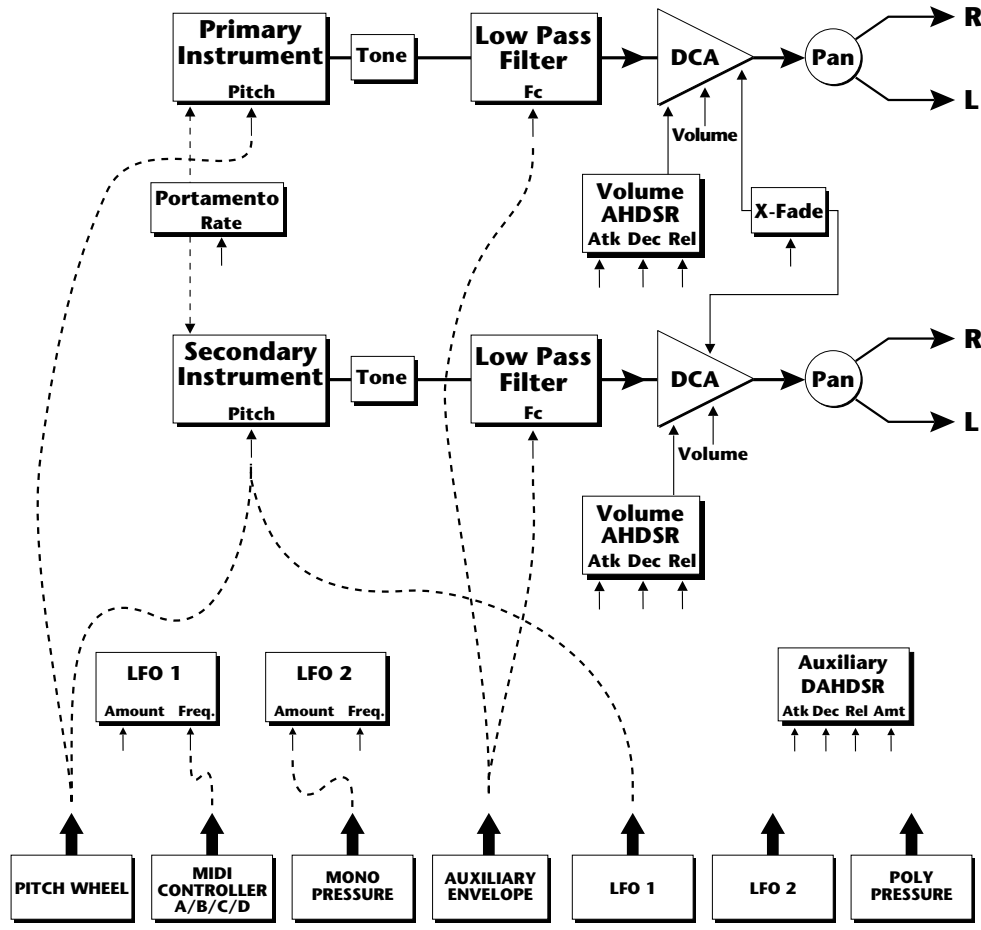 Primary
Instrument
Pitch
Tone
Low Pass
Filter
Fc
DCA
Volume
Pan
R
L
Portamento
Rate
Volume
AHDSR
Atk Dec Rel
X-Fade
Secondary
Instrument
Pitch
Tone
Low Pass
Filter
Fc
DCA
Volume
Pan
R
L
Volume
AHDSR
Atk Dec Rel
LFO 1
Amount Freq.
LFO 2
Amount Freq.
Auxiliary
DAHDSR
Atk Dec Rel Amt
PITCH WHEEL
MIDI
CONTROLLER
A/B/C/D
MONO
PRESSURE
AUXILIARY
ENVELOPE
LFO 1
LFO 2
POLY
PRESSURE